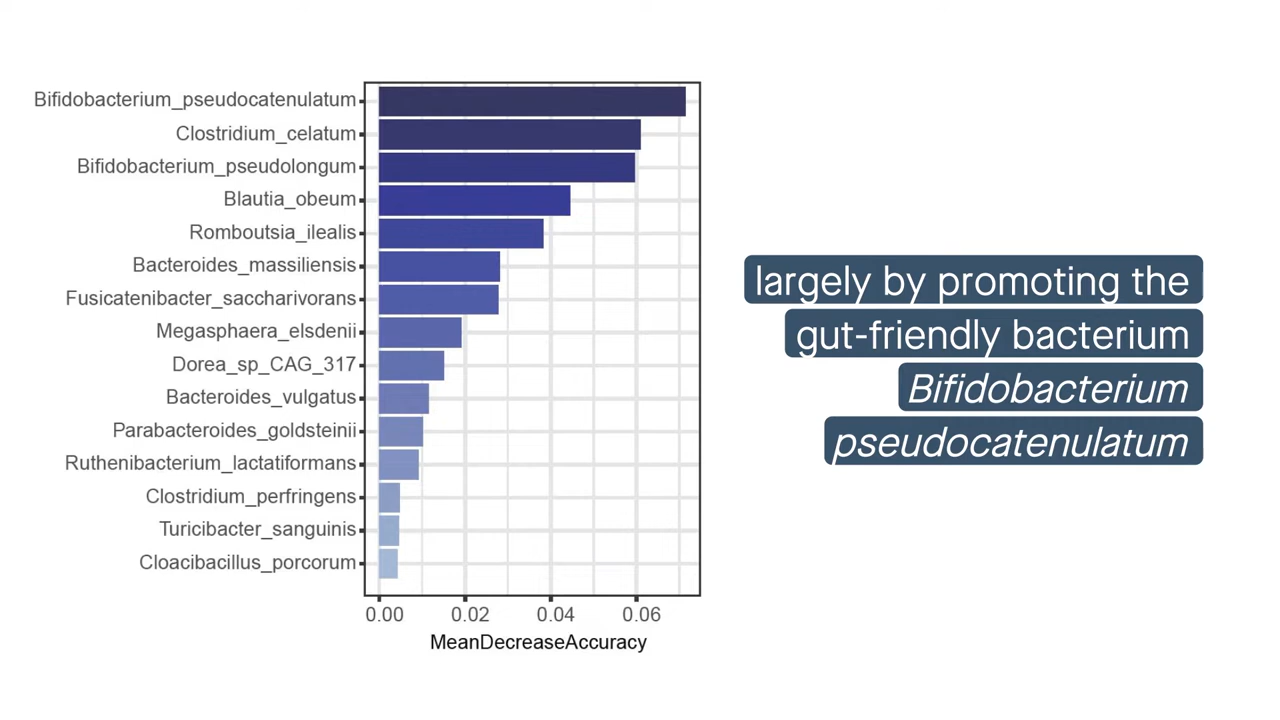 Bifidobacterium_pseudocatenulatum
Clostridium_celatum
Bifidobacterium_pseudolongum
Blautia_obeum
Romboutsia_ilealis
Bacteroides_massiliensis
Fusicatenibacter_saccharivorans
Megasphaera_elsdenii
Dorea_sp_CAG_317
Bacteroides_vulgatus
Parabacteroides_goldsteinii
Ruthenibacterium_lactatiformans
Clostridium_perfringens
Turicibacter_sanguinis
Cloacibacillus_porcorum
0.00 0.02 0.04 0.06
MeanDecreaseAccuracy
largely by promoting the
gut-friendly bacterium
Bifidobacterium
pseudocatenulatum